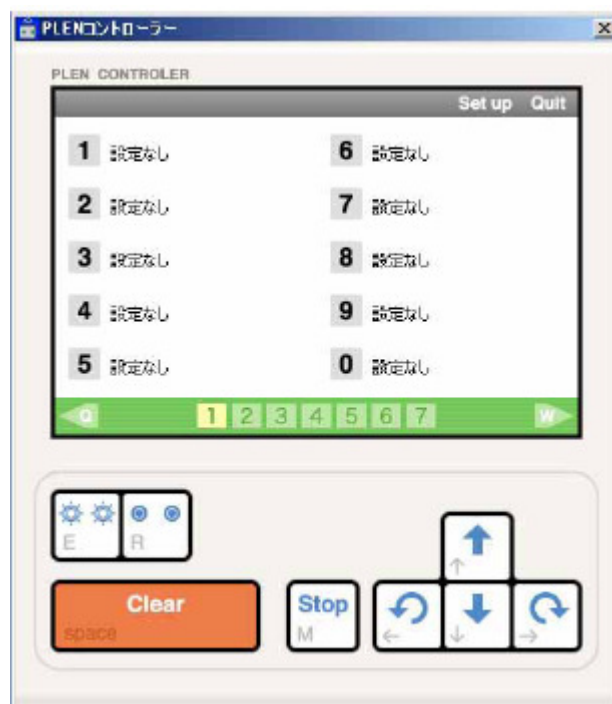 PLENコントローラー
PLEN CONTROLER
Set up Quit
1 設定なし
2 設定なし
3 設定なし
4 設定なし
5 設定なし
6 設定なし
7 設定なし
8 設定なし
9 設定なし
0 設定なし
Q 1 2 3 4 5 6 7 W
E R
Clear
space
Stop
M
↑
← ↓ →